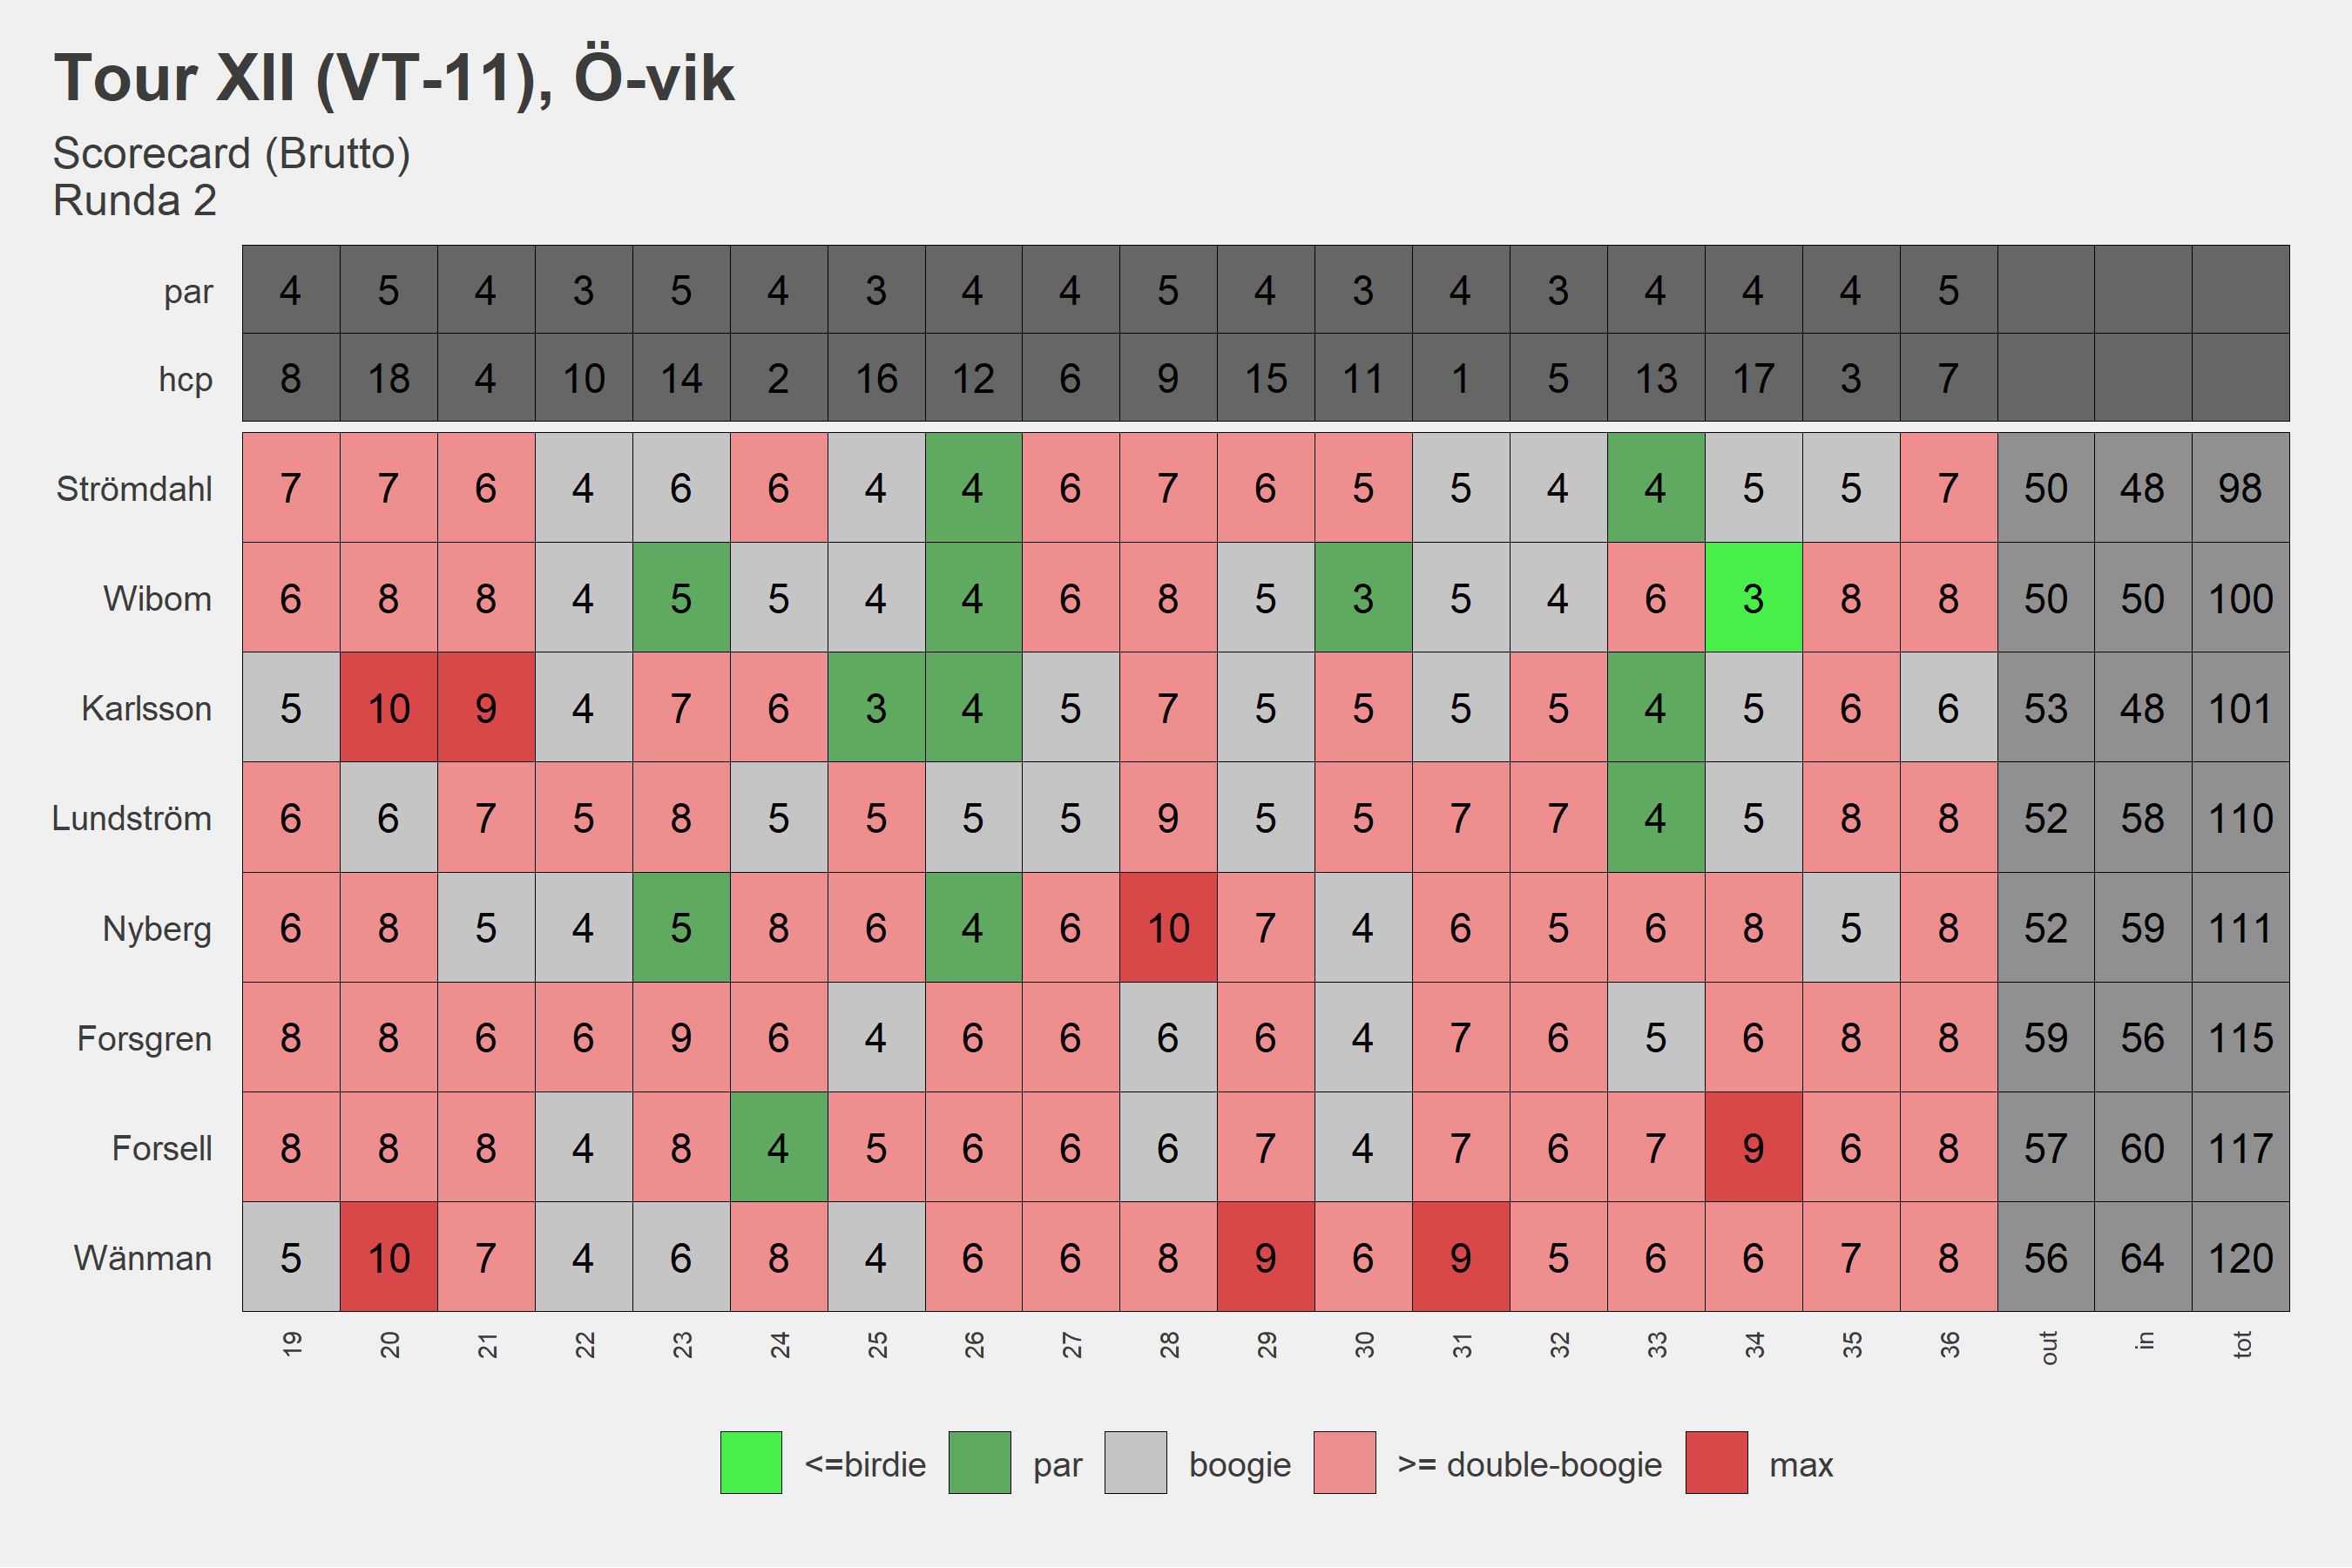 Tour XII (VT-11), Ö-vik
Scorecard (Brutto)
Runda 2
par 4 5 4 3 5 4 3 4 4 5 4 3 4 3 4 4 4 5
hcp 8 18 4 10 14 2 16 12 6 9 15 11 1 5 13 17 3 7
Strömdahl 7 7 6 4 6 6 4 4 6 7 6 5 5 4 4 5 5 7 50 48 98
Wibom 6 8 8 4 5 5 4 4 6 8 5 3 5 4 6 3 8 8 50 50 100
Karlsson 5 10 9 4 7 6 3 4 5 7 5 5 5 5 4 5 6 6 53 48 101
Lundström 6 6 7 5 8 5 5 5 5 9 5 5 7 7 4 5 8 8 52 58 110
Nyberg 6 8 5 4 5 8 6 4 6 10 7 4 6 5 6 8 5 8 52 59 111
Forsgren 8 8 6 6 9 6 4 6 6 6 6 4 7 6 5 6 8 8 59 56 115
Forsell 8 8 8 4 8 4 5 6 6 6 7 4 7 6 7 9 6 8 57 60 117
Wänman 5 10 7 4 6 8 4 6 6 8 9 6 9 5 6 6 7 8 56 64 120
19 20 21 22 23 24 25 26 27 28 29 30 31 32 33 34 35 36 out in tot
<=birdie par boogie >= double-boogie max